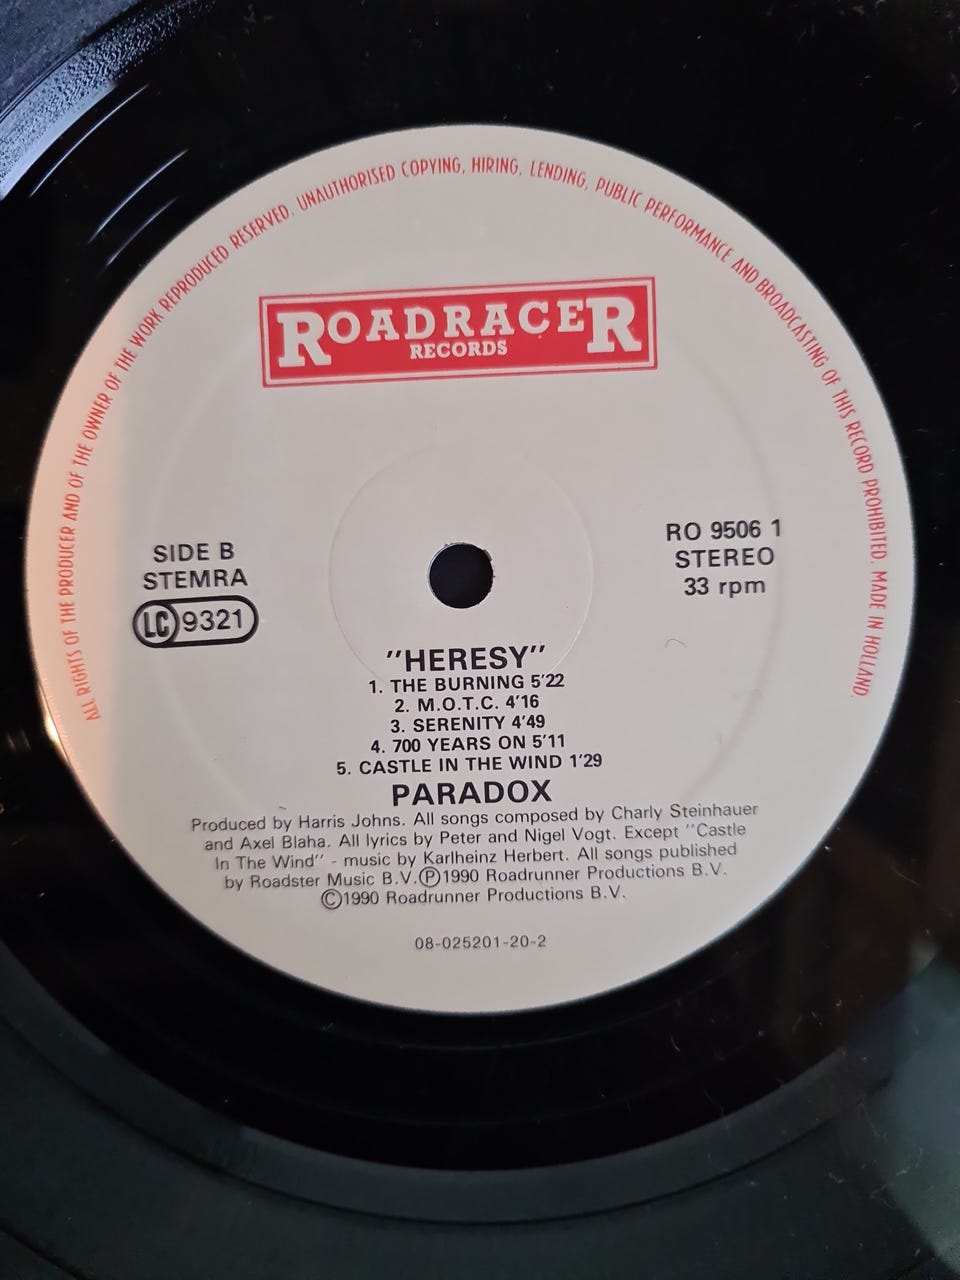 ALL RIGHTS OF THE PRODUCER AND OF THE OWNER OF THE WORK REPRODUCED RESERVED. UNAUTHORISED COPYING, HIRING, LENDING, PUBLIC PERFORMANCE AND BROADCASTING OF THIS RECORD PROHIBITED. MADE IN HOLLAND.
ROADRACER
RECORDS
SIDE B
STEMRA
LC 9321
RO 9506 1
STEREO
33 rpm
"HERESY"
1. THE BURNING 5'22
2. M.O.T.C. 4'16
3. SERENITY 4'49
4. 700 YEARS ON 5'11
5. CASTLE IN THE WIND 1'29
PARADOX
Produced by Harris Johns. All songs composed by Charly Steinhauer
and Axel Blaha. All lyrics by Peter and Nigel Vogt. Except "Castle
In The Wind" - music by Karlheinz Herbert. All songs published
by Roadster Music B.V. Ⓟ1990 Roadrunner Productions B.V.
©1990 Roadrunner Productions B.V.
08-025201-20-2